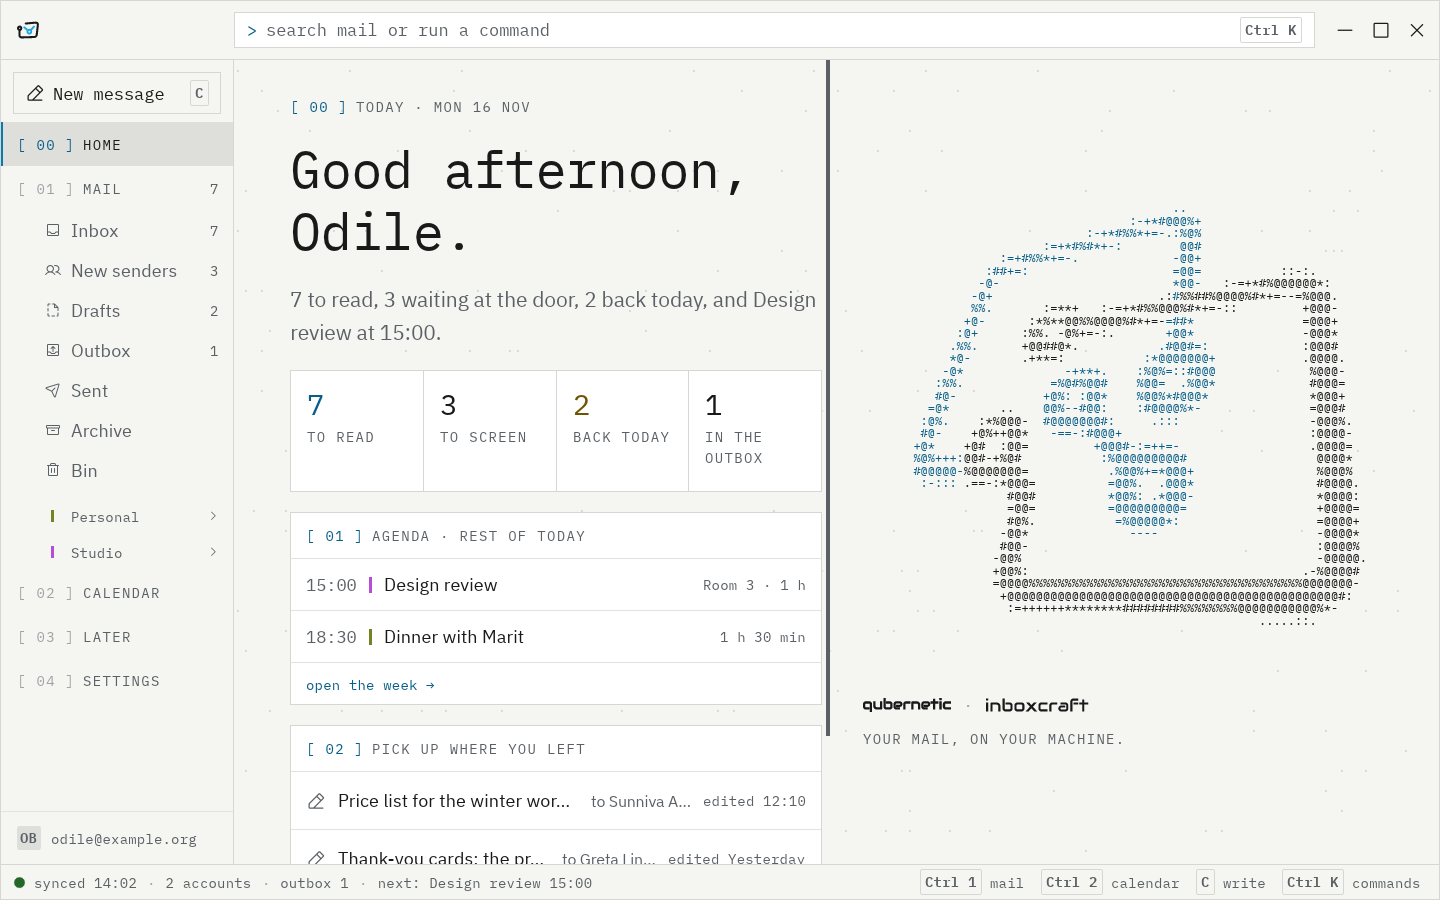 > search mail or run a command Ctrl K
New message C
[ 00 ] HOME
[ 01 ] MAIL 7
Inbox 7
New senders 3
Drafts 2
Outbox 1
Sent
Archive
Bin
Personal
Studio
[ 02 ] CALENDAR
[ 03 ] LATER
[ 04 ] SETTINGS
OB odile@example.org
[ 00 ] TODAY · MON 16 NOV
Good afternoon,
Odile.
7 to read, 3 waiting at the door, 2 back today, and Design
review at 15:00.
7 TO READ
3 TO SCREEN
2 BACK TODAY
1 IN THE
OUTBOX
[ 01 ] AGENDA · REST OF TODAY
15:00 Design review Room 3 · 1 h
18:30 Dinner with Marit 1 h 30 min
open the week →
[ 02 ] PICK UP WHERE YOU LEFT
Price list for the winter wor… to Sunniva A… edited 12:10
Thank-you cards: the pr… to Greta Lin… edited Yesterday
qubernetic · inboxcraft
YOUR MAIL, ON YOUR MACHINE.
synced 14:02 · 2 accounts · outbox 1 · next: Design review 15:00
Ctrl 1 mail Ctrl 2 calendar C write Ctrl K commands